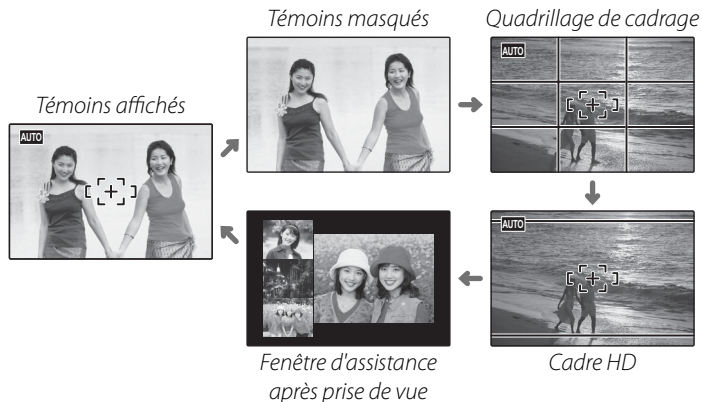 Témoins masqués
Quadrillage de cadrage
Témoins affichés
AUTO
AUTO
AUTO
Fenêtre d'assistance
après prise de vue
Cadre HD